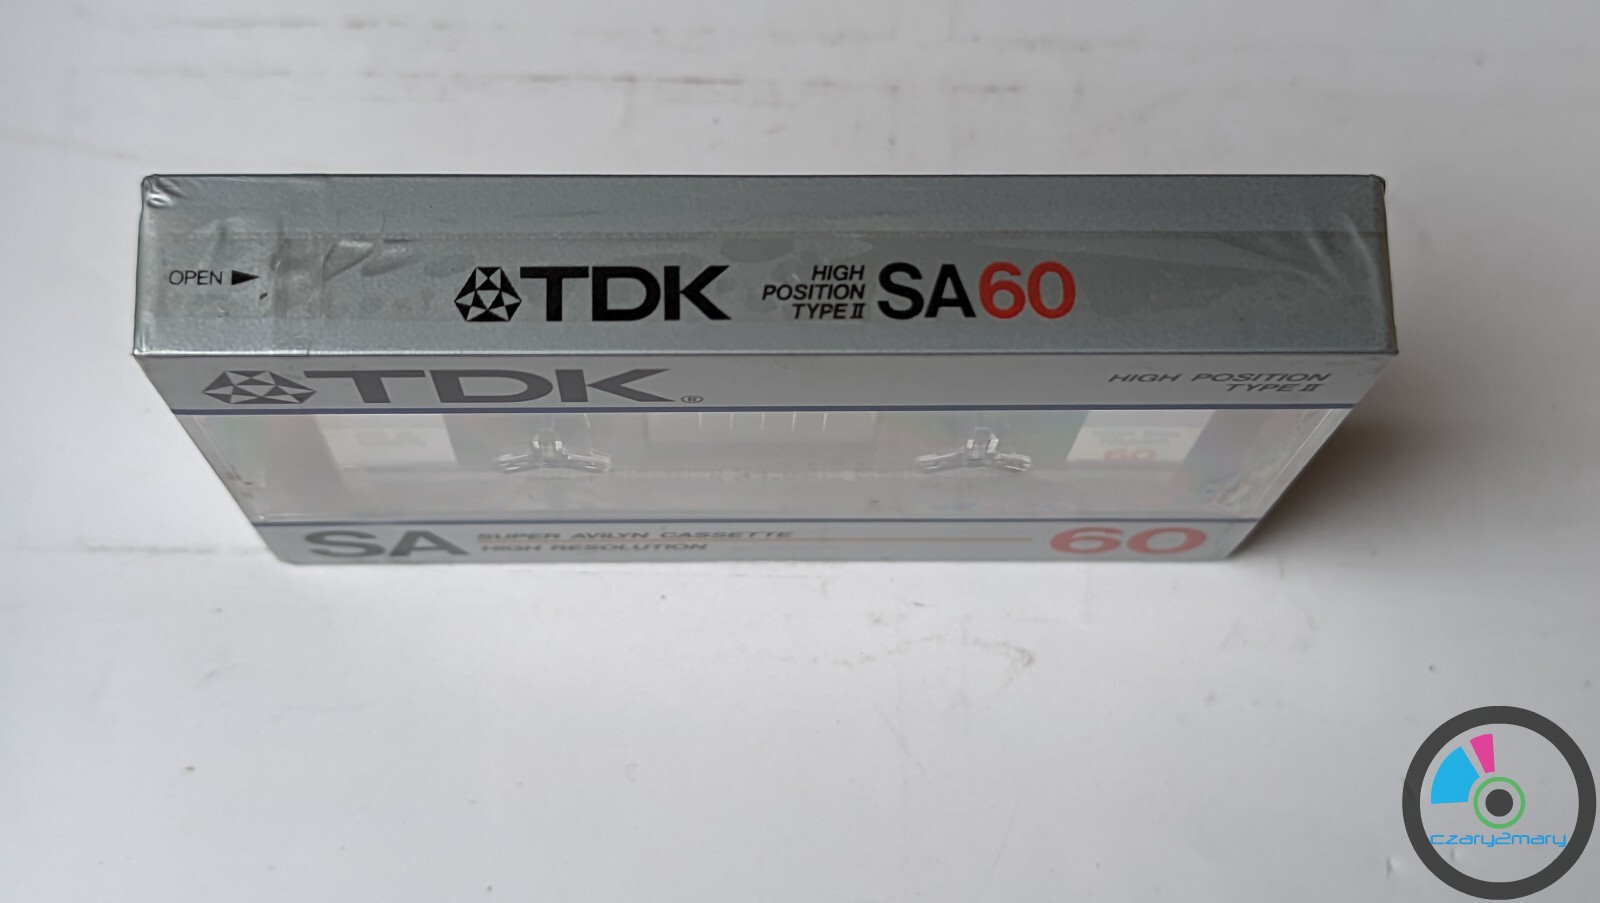 OPEN
TDK HIGH POSITION TYPE II SA60
TDK®
HIGH POSITION
TYPE II
SA SUPER AVILYN CASSETTE
HIGH RESOLUTION
60
czary2mary